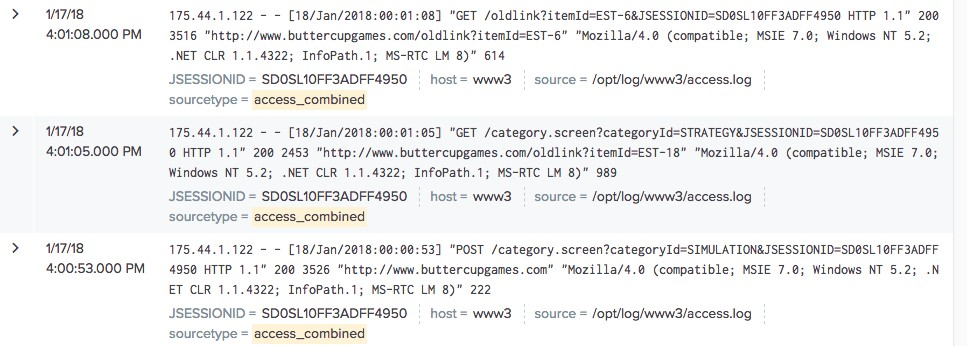 1/17/18
4:01:08.000 PM
175.44.1.122 - - [18/Jan/2018:00:01:08] "GET /oldlink?itemId=EST-6&JSESSIONID=SD0SL10FF3ADFF4950 HTTP 1.1" 200
3516 "http://www.buttercupgames.com/oldlink?itemId=EST-6" "Mozilla/4.0 (compatible; MSIE 7.0; Windows NT 5.2;
.NET CLR 1.1.4322; InfoPath.1; MS-RTC LM 8)" 614
JSESSIONID = SD0SL10FF3ADFF4950 host = www3 source = /opt/log/www3/access.log
sourcetype = access_combined
1/17/18
4:01:05.000 PM
175.44.1.122 - - [18/Jan/2018:00:01:05] "GET /category.screen?categoryId=STRATEGY&JSESSIONID=SD0SL10FF3ADFF495
0 HTTP 1.1" 200 2453 "http://www.buttercupgames.com/oldlink?itemId=EST-18" "Mozilla/4.0 (compatible; MSIE 7.0;
Windows NT 5.2; .NET CLR 1.1.4322; InfoPath.1; MS-RTC LM 8)" 989
JSESSIONID = SD0SL10FF3ADFF4950 host = www3 source = /opt/log/www3/access.log
sourcetype = access_combined
1/17/18
4:00:53.000 PM
175.44.1.122 - - [18/Jan/2018:00:00:53] "POST /category.screen?categoryId=SIMULATION&JSESSIONID=SD0SL10FF3ADFF
4950 HTTP 1.1" 200 3526 "http://www.buttercupgames.com" "Mozilla/4.0 (compatible; MSIE 7.0; Windows NT 5.2; .N
ET CLR 1.1.4322; InfoPath.1; MS-RTC LM 8)" 222
JSESSIONID = SD0SL10FF3ADFF4950 host = www3 source = /opt/log/www3/access.log
sourcetype = access_combined